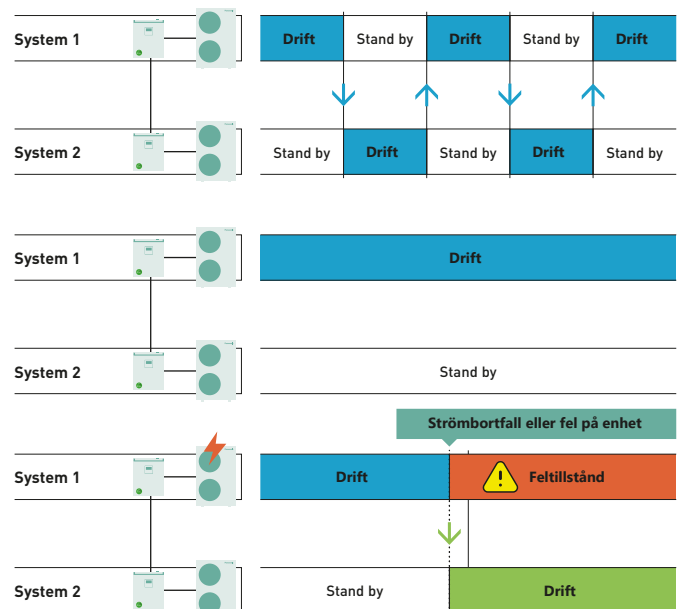 System 1 Drift Stand by Drift Stand by Drift
System 2 Stand by Drift Stand by Drift Stand by
System 1 Drift
System 2 Stand by
Strömbortfall eller fel på enhet
System 1 Drift Feltillstånd
System 2 Stand by Drift